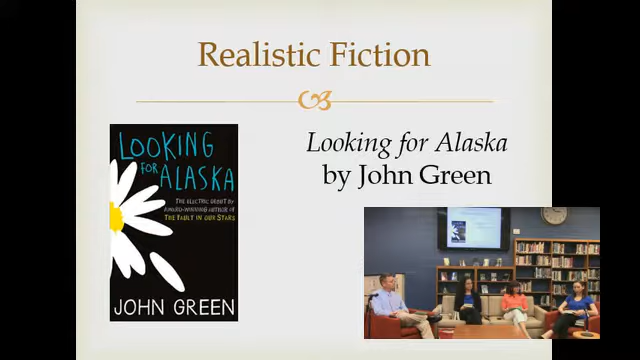 Realistic Fiction
LOOKING
FOR ALASKA
THE ELECTRIC DEBUT BY
AWARD-WINNING AUTHOR OF
THE FAULT IN OUR STARS
JOHN GREEN
Looking for Alaska
by John Green